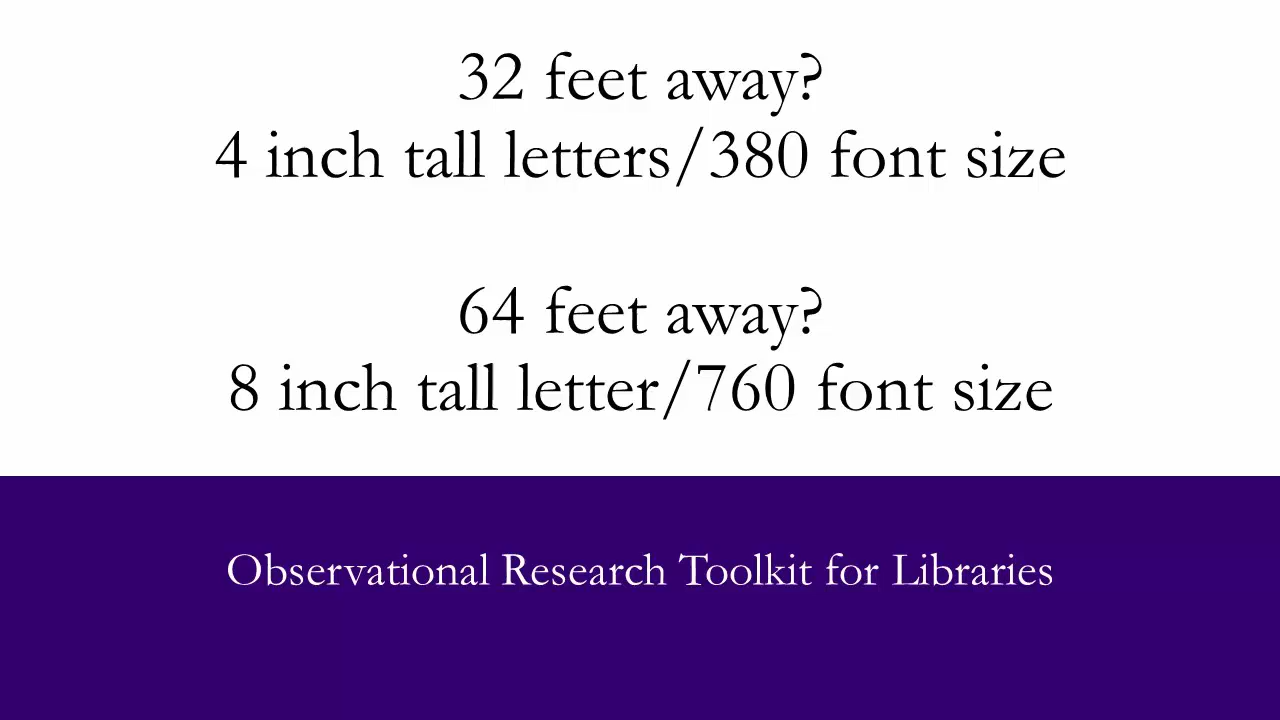 32 feet away?
4 inch tall letters/380 font size
64 feet away?
8 inch tall letter/760 font size
Observational Research Toolkit for Libraries